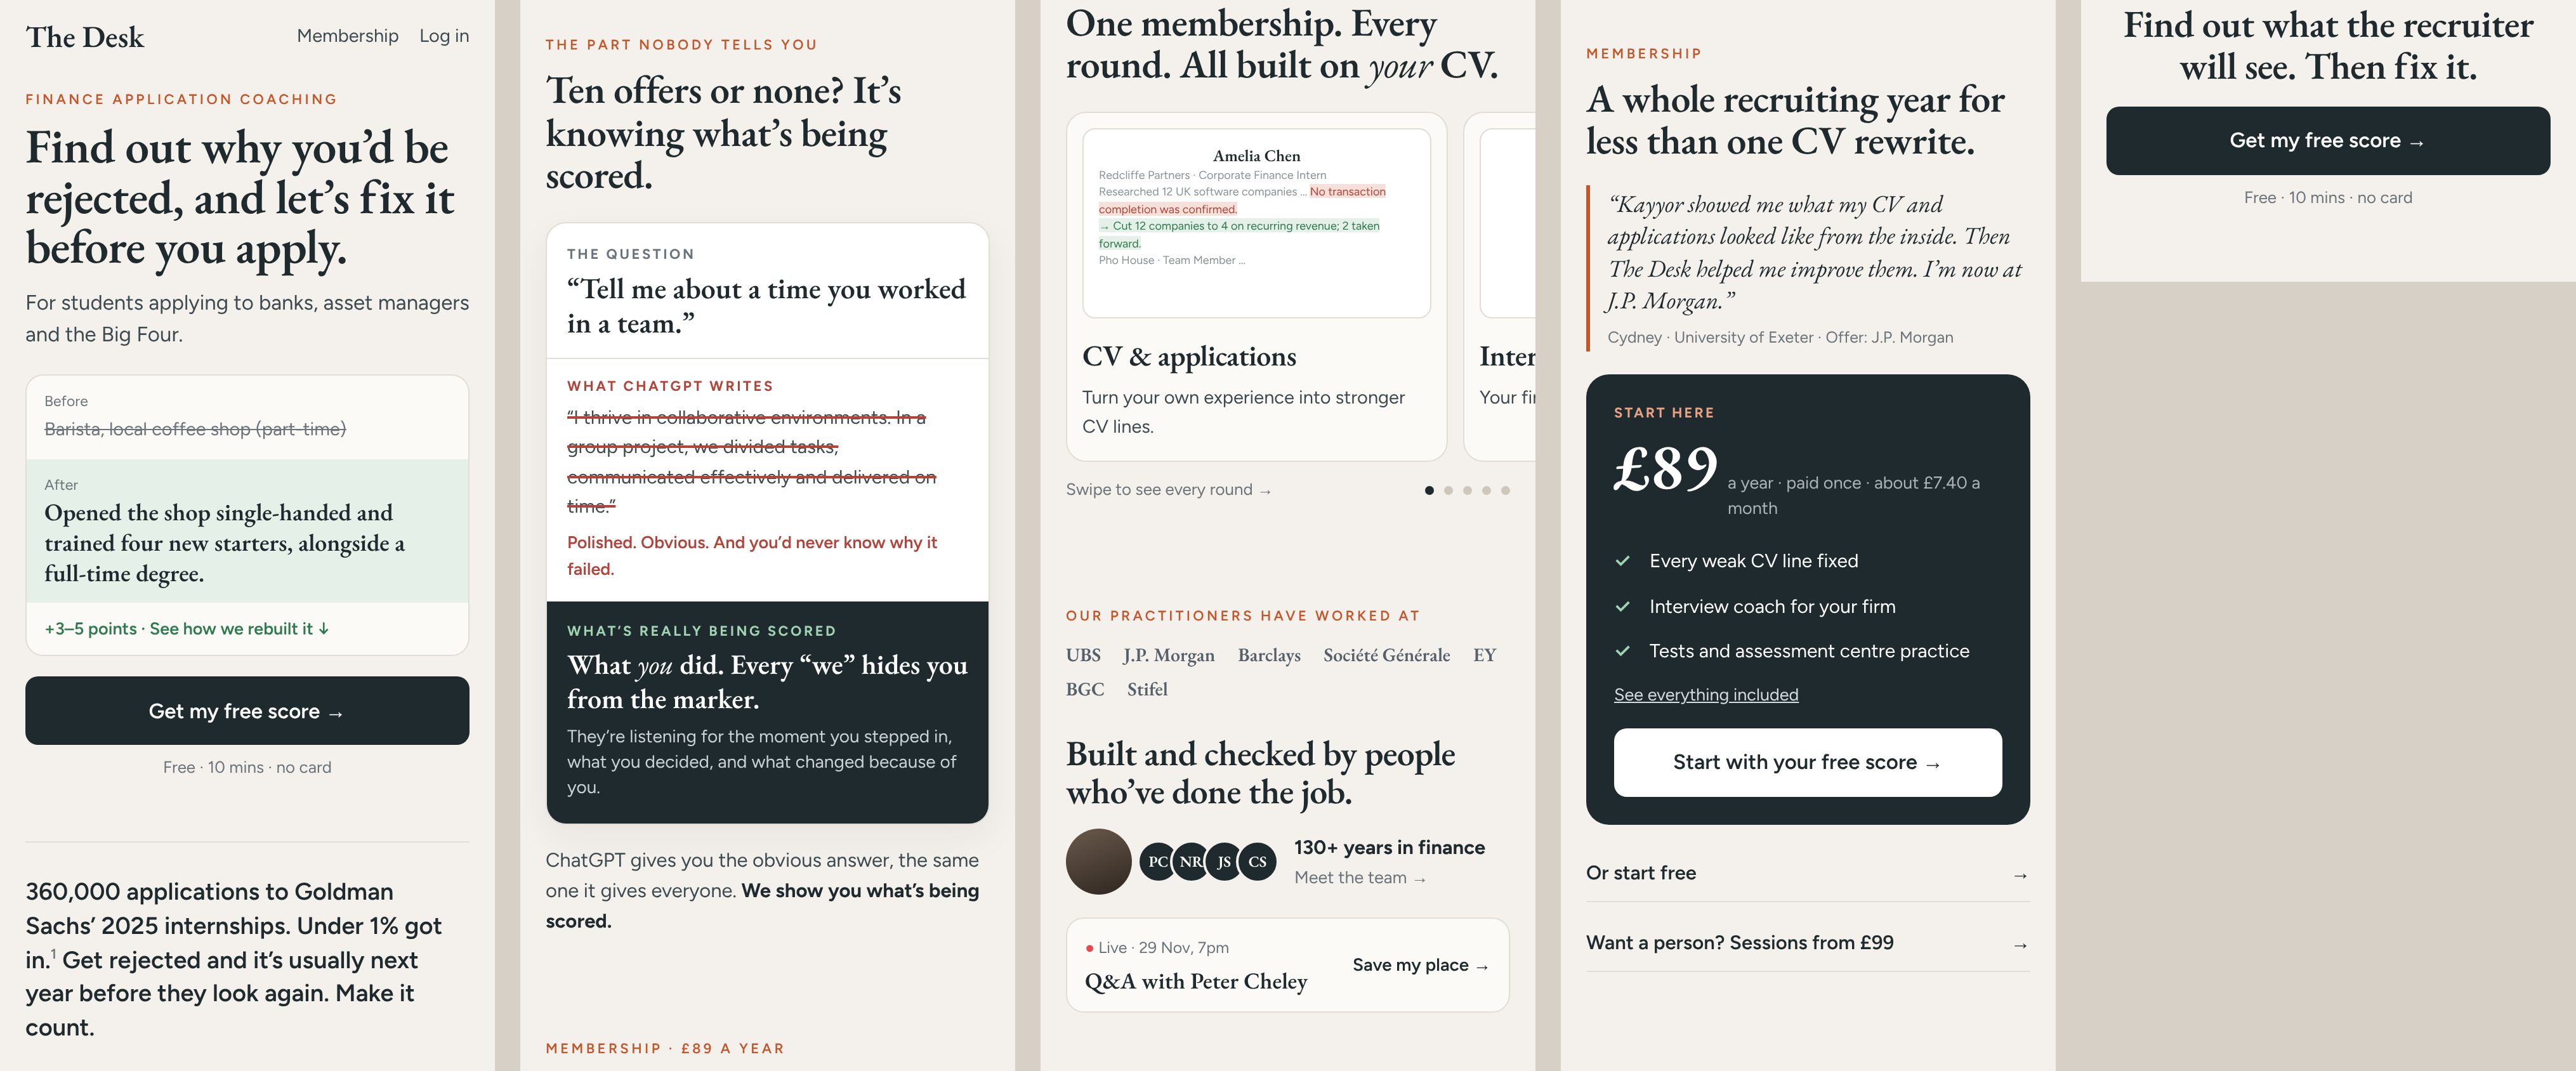 The Desk
Membership Log in
FINANCE APPLICATION COACHING
Find out why you’d be
rejected, and let’s fix it
before you apply.
For students applying to banks, asset managers
and the Big Four.
Before
Barista, local coffee shop (part-time)
After
Opened the shop single-handed and
trained four new starters, alongside a
full-time degree.
+3–5 points · See how we rebuilt it ↓
Get my free score →
Free · 10 mins · no card
360,000 applications to Goldman
Sachs’ 2025 internships. Under 1% got
in.¹ Get rejected and it’s usually next
year before they look again. Make it
count.
THE PART NOBODY TELLS YOU
Ten offers or none? It’s
knowing what’s being
scored.
THE QUESTION
“Tell me about a time you worked
in a team.”
WHAT CHATGPT WRITES
“I thrive in collaborative environments. In a
group project, we divided tasks,
communicated effectively and delivered on
time.”
Polished. Obvious. And you’d never know why it
failed.
WHAT’S REALLY BEING SCORED
What you did. Every “we” hides you
from the marker.
They’re listening for the moment you stepped in,
what you decided, and what changed because of
you.
ChatGPT gives you the obvious answer, the same
one it gives everyone. We show you what’s being
scored.
MEMBERSHIP · £89 A YEAR
One membership. Every
round. All built on your CV.
Amelia Chen
Redcliffe Partners · Corporate Finance Intern
Researched 12 UK software companies ... No transaction
completion was confirmed.
→ Cut 12 companies to 4 on recurring revenue; 2 taken
forward.
Pho House · Team Member ...
CV & applications
Turn your own experience into stronger
CV lines.
Inter
Your fir
Swipe to see every round →
OUR PRACTITIONERS HAVE WORKED AT
UBS J.P. Morgan Barclays Société Générale EY
BGC Stifel
Built and checked by people
who’ve done the job.
PC NR JS CS
130+ years in finance
Meet the team →
Live · 29 Nov, 7pm
Q&A with Peter Cheley
Save my place →
MEMBERSHIP
A whole recruiting year for
less than one CV rewrite.
“Kayyor showed me what my CV and
applications looked like from the inside. Then
The Desk helped me improve them. I’m now at
J.P. Morgan.”
Cydney · University of Exeter · Offer: J.P. Morgan
START HERE
£89 a year · paid once · about £7.40 a
month
Every weak CV line fixed
Interview coach for your firm
Tests and assessment centre practice
See everything included
Start with your free score →
Or start free →
Want a person? Sessions from £99 →
Find out what the recruiter
will see. Then fix it.
Get my free score →
Free · 10 mins · no card